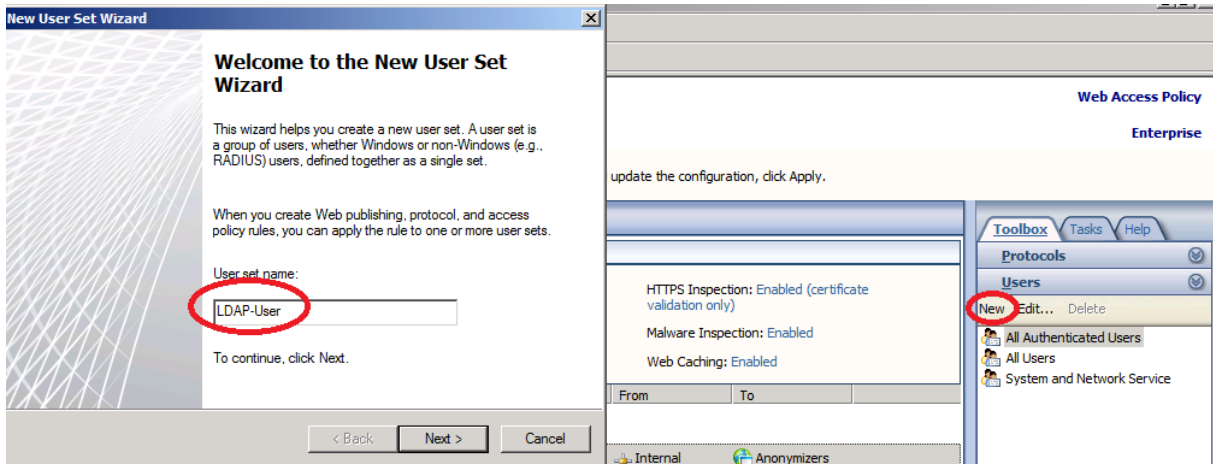 New User Set Wizard
Welcome to the New User Set
Wizard
This wizard helps you create a new user set. A user set is
a group of users, whether Windows or non-Windows (e.g.,
RADIUS) users, defined together as a single set.
When you create Web publishing, protocol, and access
policy rules, you can apply the rule to one or more user sets.
User set name:
LDAP-User
To continue, click Next.
< Back
Next >
Cancel
Web Access Policy
Enterprise
update the configuration, click Apply.
HTTPS Inspection: Enabled (certificate
validation only)
Malware Inspection: Enabled
Web Caching: Enabled
From
To
Internal
Anonymizers
Toolbox
Tasks
Help
Protocols
Users
New
Edit...
Delete
All Authenticated Users
All Users
System and Network Service